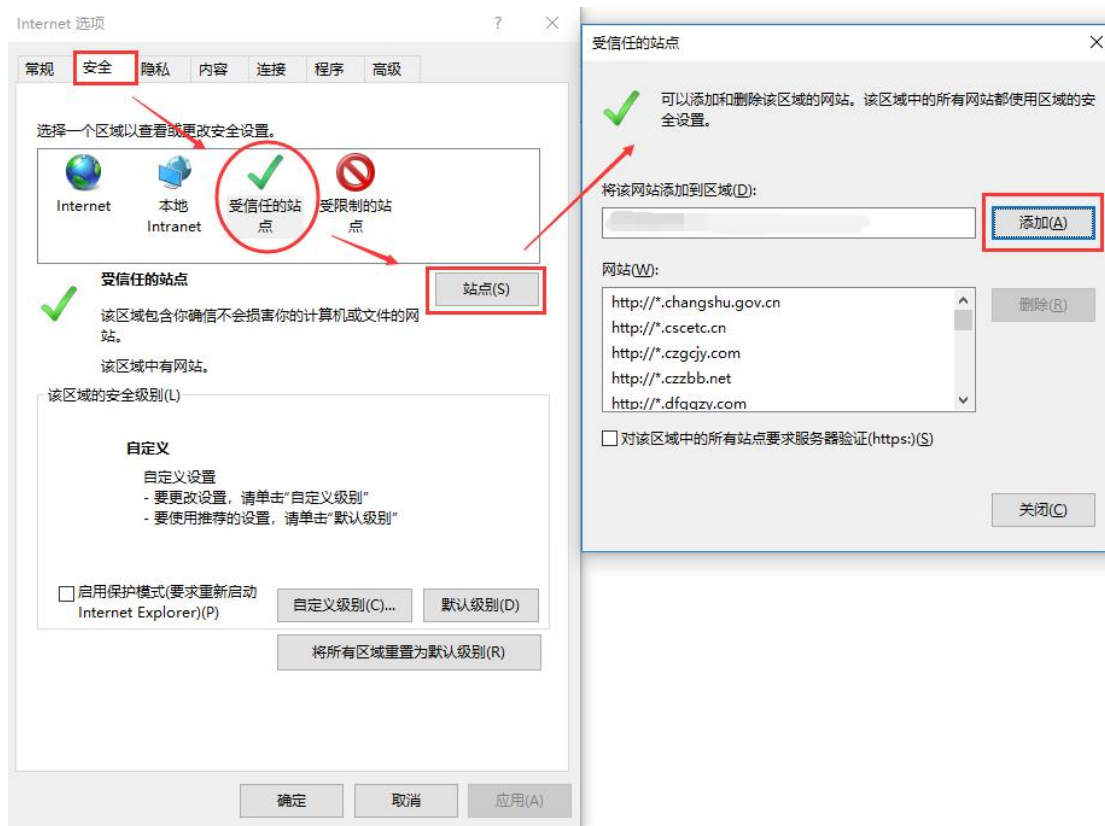 Internet 选项
常规 安全 隐私 内容 连接 程序 高级
选择一个区域以查看或更改安全设置。
Internet
本地
Intranet
受信任的站
点
受限制的站
点
受信任的站点
站点(S)
该区域包含你确信不会损害你的计算机或文件的网
站。
该区域中有网站。
该区域的安全级别(L)
自定义
自定义设置
- 要更改设置，请单击“自定义级别”
- 要使用推荐的设置，请单击“默认级别”
启用保护模式(要求重新启动
Internet Explorer)(P)
自定义级别(C)...
默认级别(D)
将所有区域重置为默认级别(R)
确定
取消
应用(A)
受信任的站点
可以添加和删除该区域的网站。该区域中的所有网站都使用区域的安
全设置。
将该网站添加到区域(D):
添加(A)
网站(W):
http://*.changshu.gov.cn
http://*.cscetc.cn
http://*.czgcjy.com
http://*.czzbb.net
http://*.dfggzy.com
删除(R)
对该区域中的所有站点要求服务器验证(https:)(S)
关闭(C)